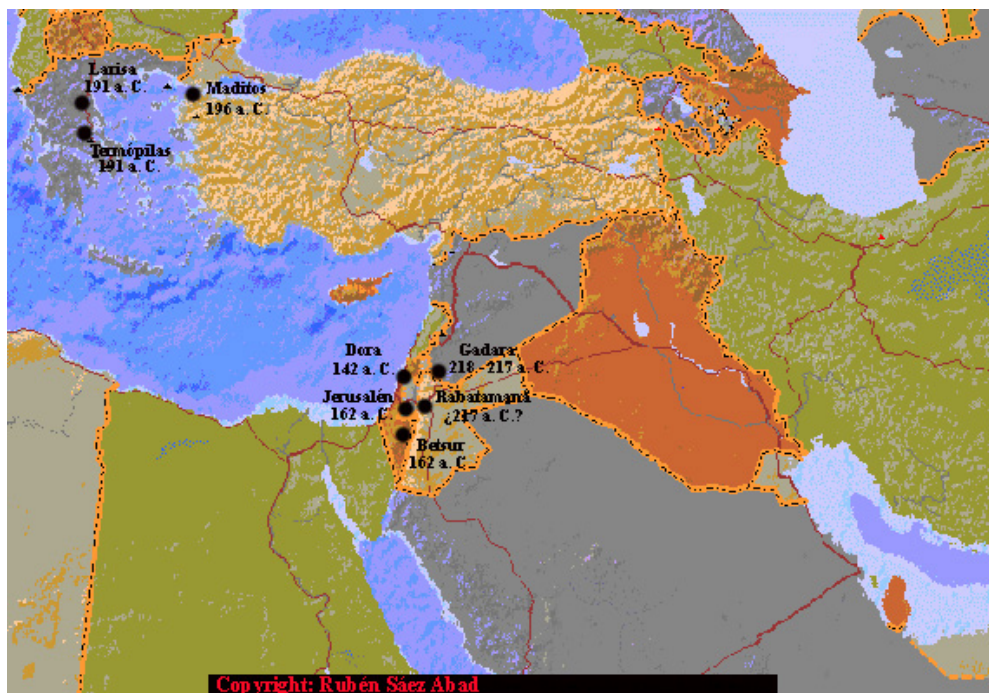 Larisa
191 a. C.
Maditos
196 a. C.
Termópilas
191 a. C.
Dora
142 a. C.
Gadara
218 - 217 a. C.
Jerusalén
162 a. C.
Rabatamaná
¿217 a. C.?
Betsur
162 a. C
Copyright: Rubén Sáez Abad